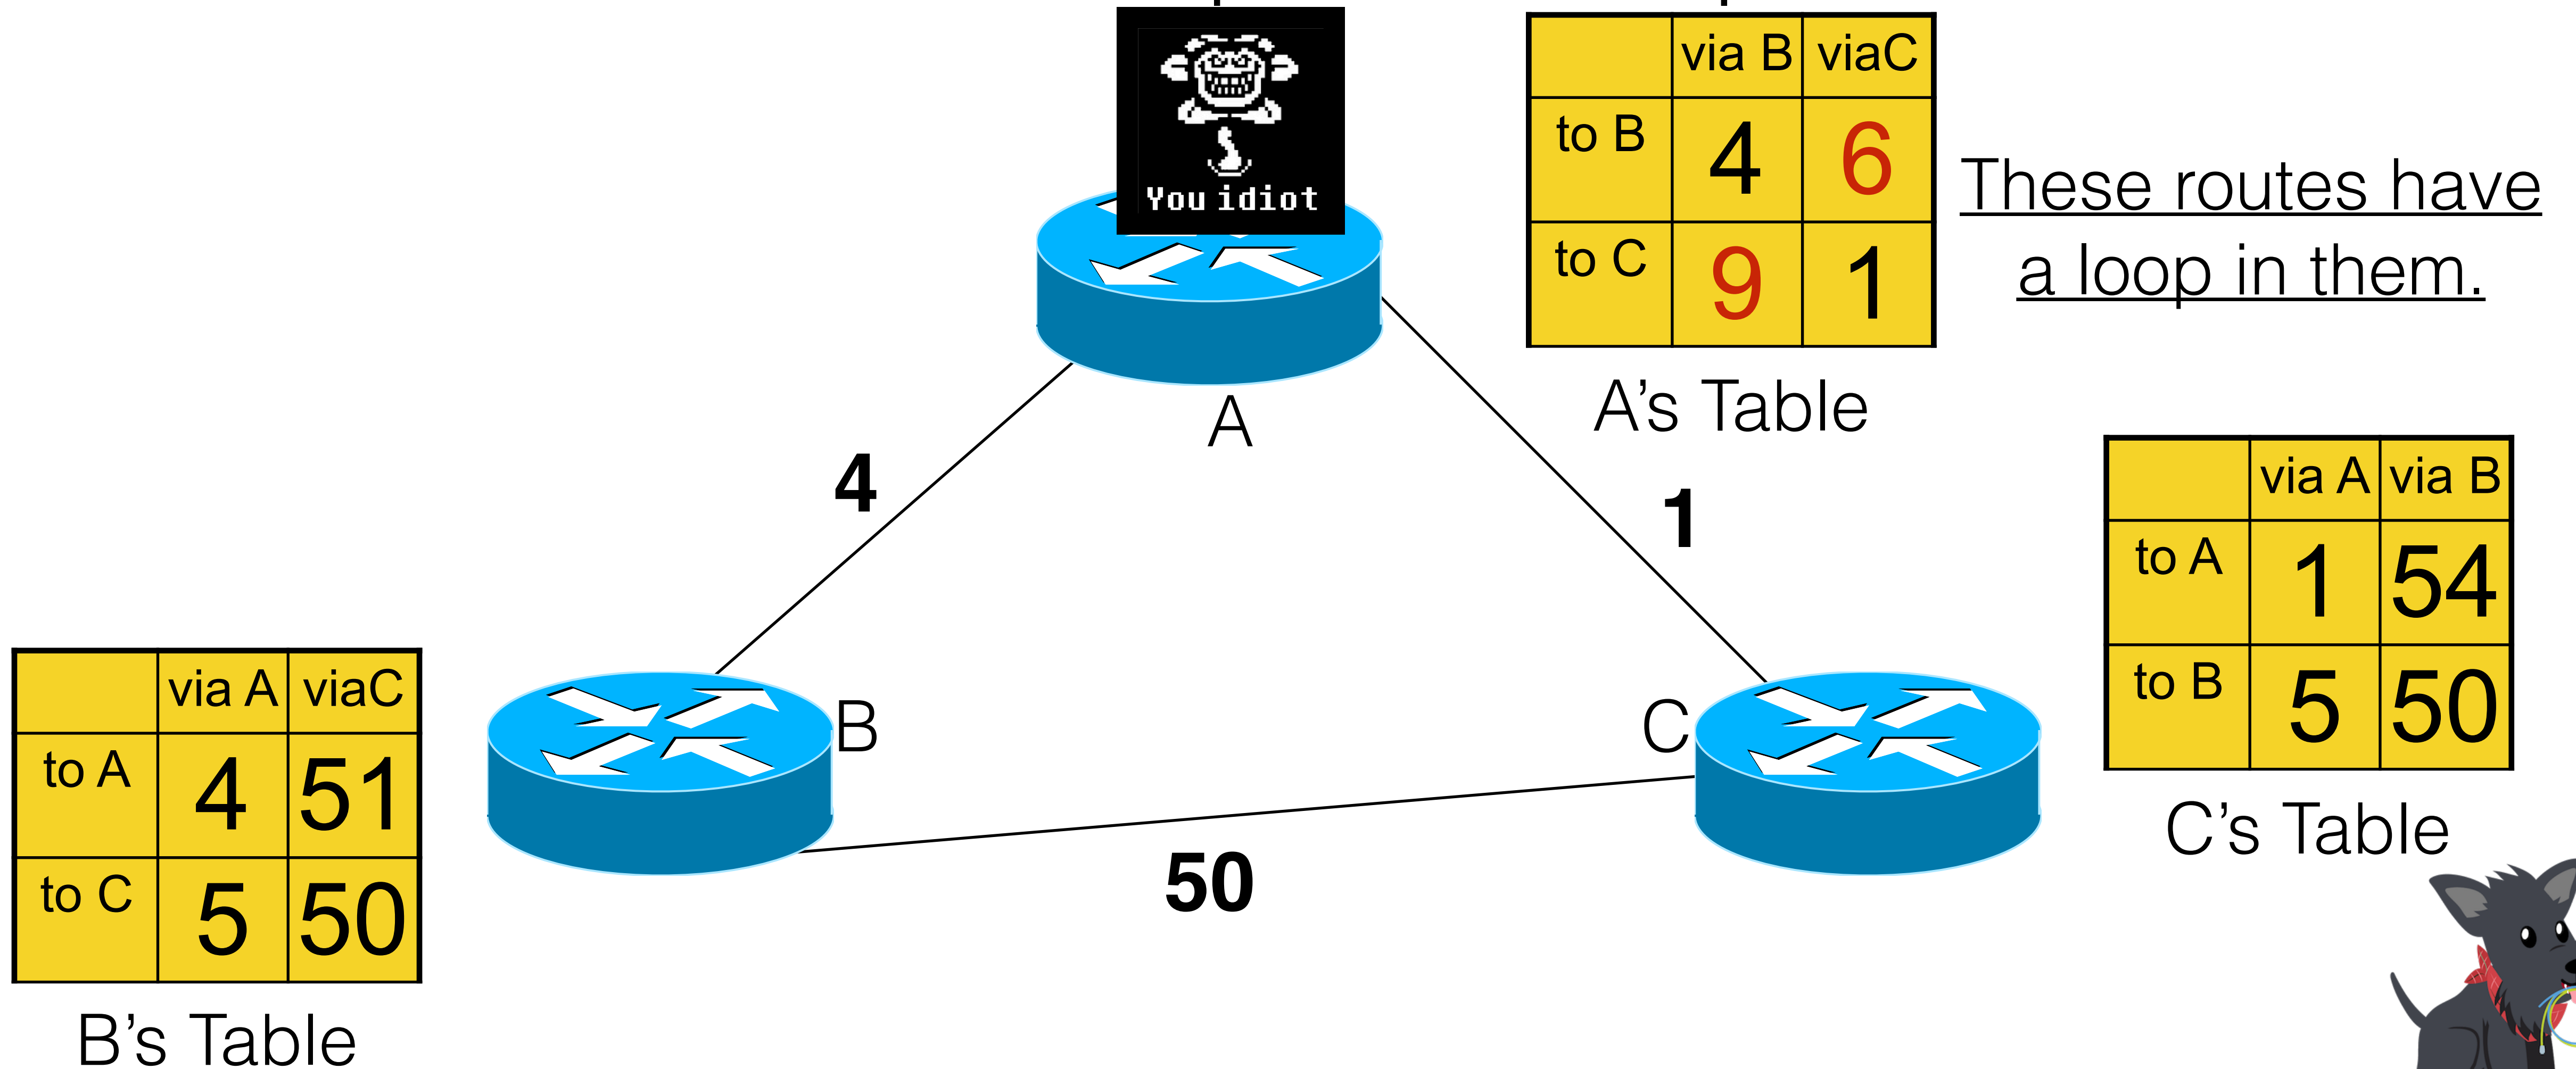 You idiot
via B viaC
to B 4 6
to C 9 1
A's Table
These routes have
a loop in them.
A
4
1
via A via B
to A 1 54
to B 5 50
C's Table
via A viaC
to A 4 51
to C 5 50
B's Table
B
C
50